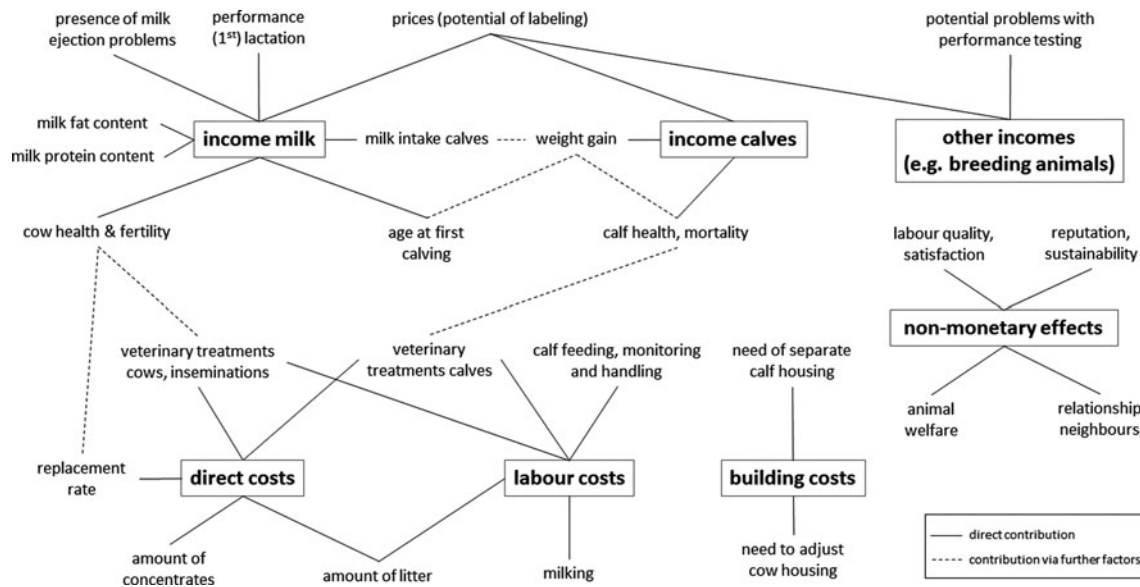 presence of milk
ejection problems
performance
(1st) lactation
prices (potential of labeling)
potential problems with
performance testing
milk fat content
milk protein content
income milk
milk intake calves
weight gain
income calves
other incomes
(e.g. breeding animals)
cow health & fertility
age at first
calving
calf health, mortality
labour quality,
satisfaction
reputation,
sustainability
non-monetary effects
veterinary treatments
cows, inseminations
veterinary
treatments calves
calf feeding, monitoring
and handling
need of separate
calf housing
animal
welfare
relationship
neighbours
replacement
rate
direct costs
labour costs
building costs
amount of
concentrates
amount of litter
milking
need to adjust
cow housing
direct contribution
contribution via further factors